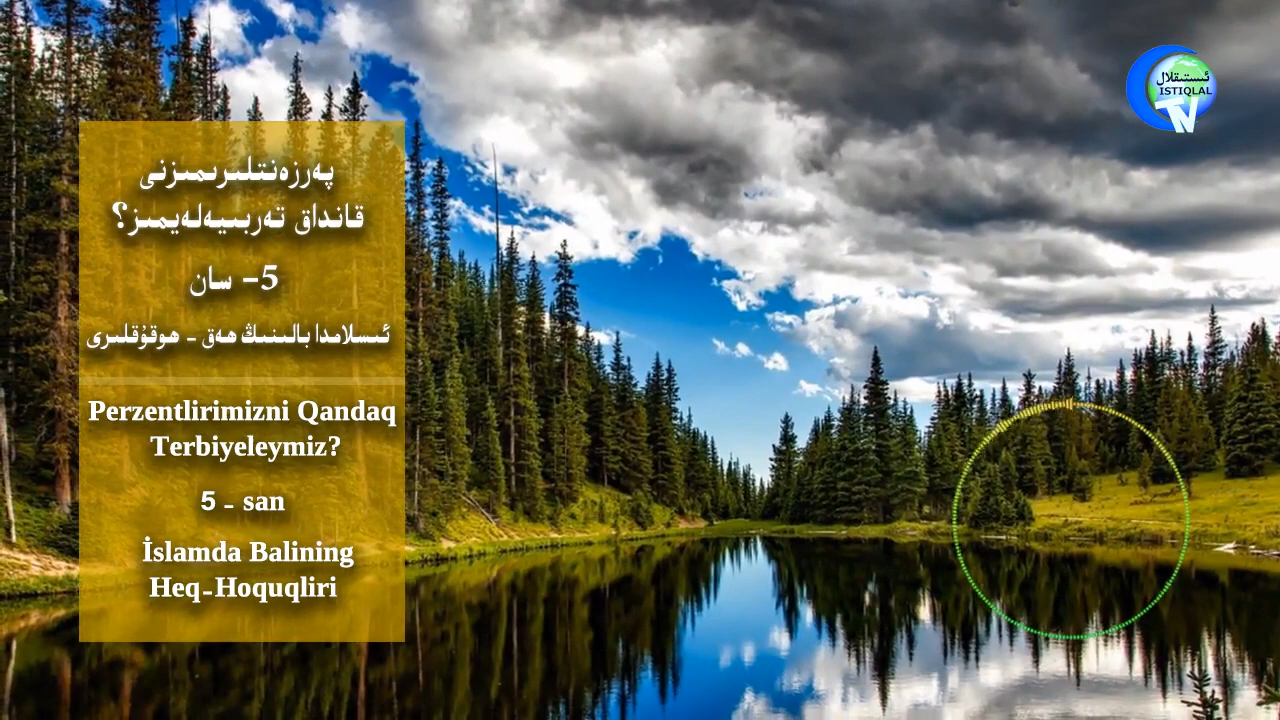 پەرزەنتلىرىمىزنى
قانداق تەربىيەلەيمىز؟
5- سان
ئىسلامدا بالىنىڭ ھەق - ھوقۇقلىرى
Perzentlirimizni Qandaq
Terbiyeleymiz?
5 - san
İslamda Balining
Heq-Hoquqliri
ئىستىقلال
ISTIQLAL
TV